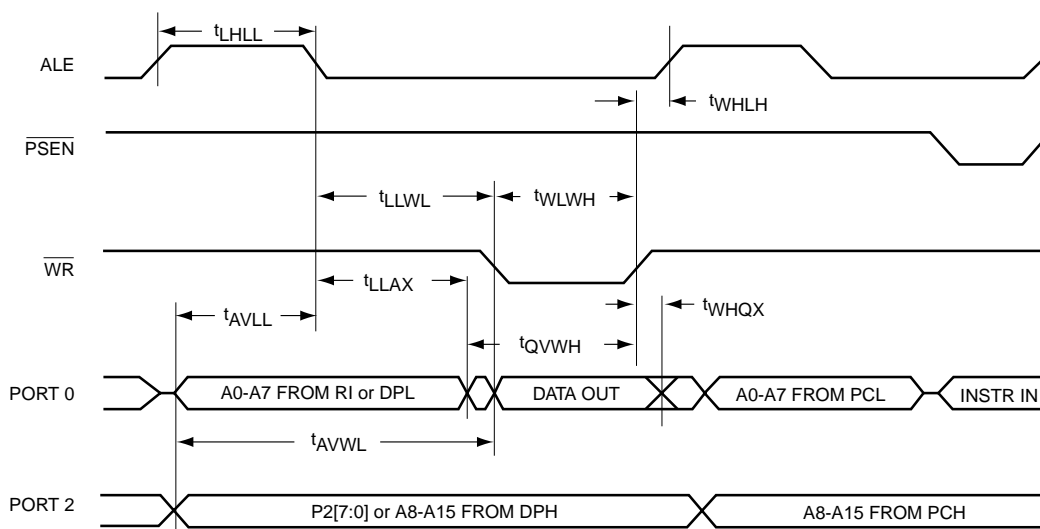 tLHLL
ALE
tWHLH
PSEN
tLLWL
tWLWH
WR
tLLAX
tWHQX
tAVLL
tQVWH
PORT 0
A0-A7 FROM RI or DPL
DATA OUT
A0-A7 FROM PCL
INSTR IN
tAVWL
PORT 2
P2[7:0] or A8-A15 FROM DPH
A8-A15 FROM PCH